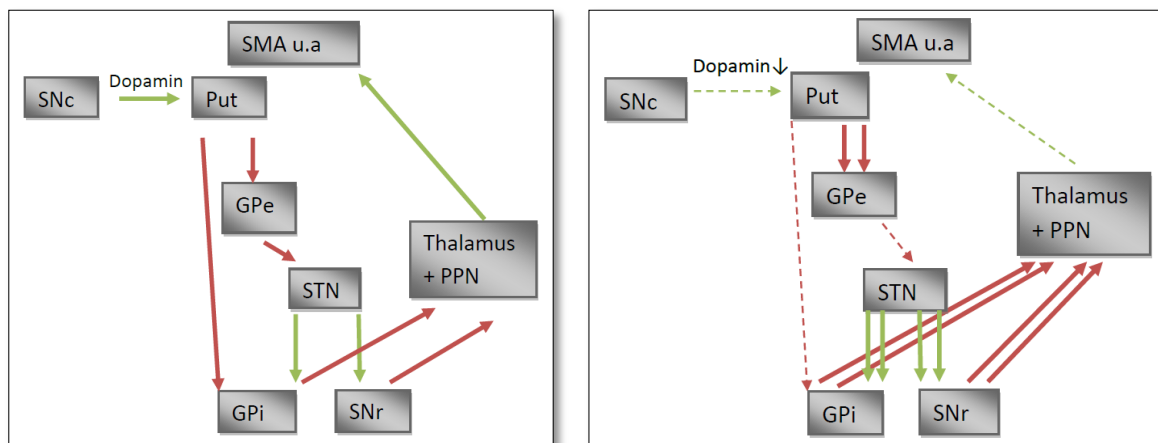 SMA u.a
Dopamin
SNc
Put
GPe
Thalamus
+ PPN
STN
GPi
SNr
SMA u.a
Dopamin↓
SNc
Put
GPe
Thalamus
+ PPN
STN
GPi
SNr